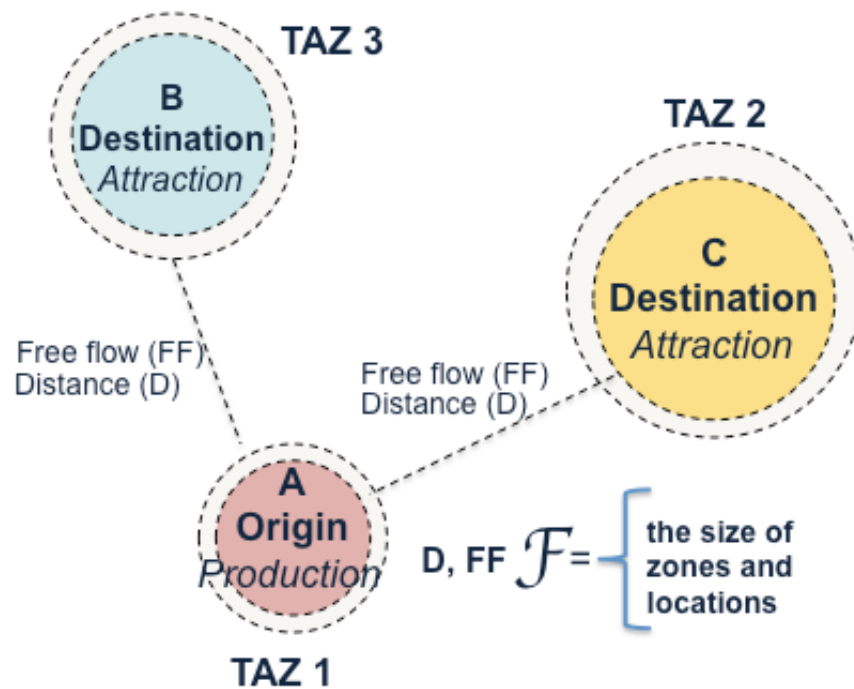 TAZ 3
B
Destination
Attraction
TAZ 2
C
Destination
Attraction
Free flow (FF)
Distance (D)
Free flow (FF)
Distance (D)
A
Origin
Production
D, FF ℱ=
the size of
zones and
locations
TAZ 1